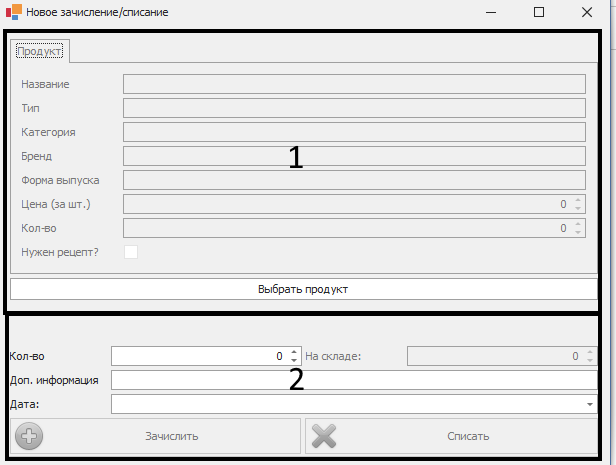 Новое зачисление/списание
Продукт
Название
Тип
Категория
Бренд
1
Форма выпуска
Цена (за шт.) 0
Кол-во 0
Нужен рецепт?
Выбрать продукт
Кол-во 0 На складе: 0
Доп. информация
2
Дата:
Зачислить Списать